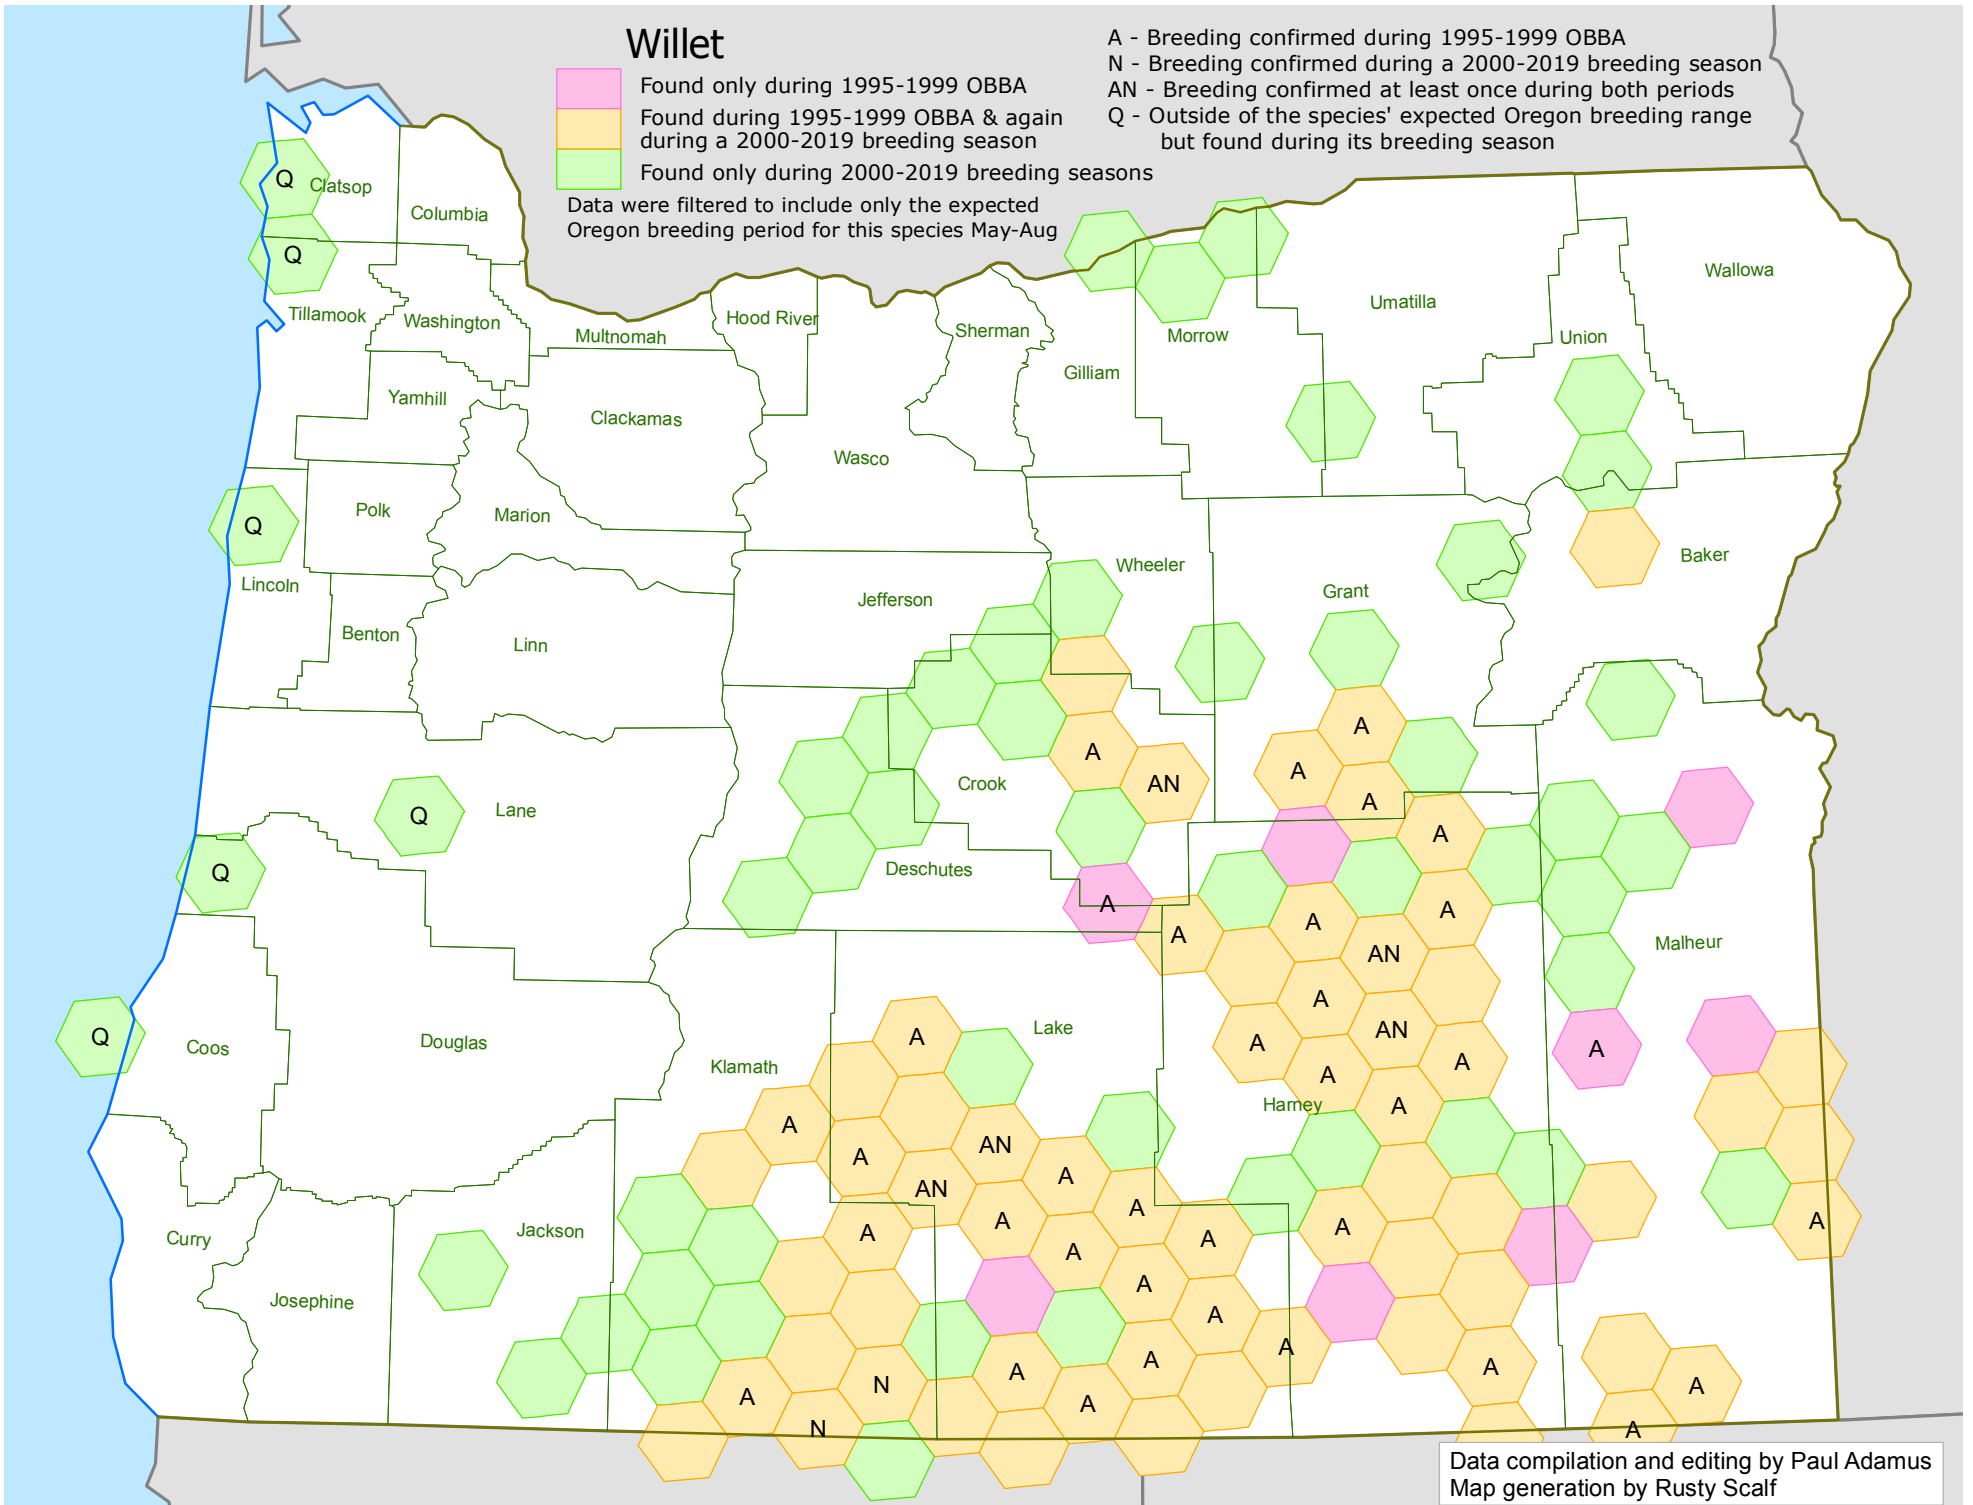 Willet
Found only during 1995-1999 OBBA
Found during 1995-1999 OBBA & again
during a 2000-2019 breeding season
Found only during 2000-2019 breeding seasons
Data were filtered to include only the expected
Oregon breeding period for this species May-Aug
A - Breeding confirmed during 1995-1999 OBBA
N - Breeding confirmed during a 2000-2019 breeding season
AN - Breeding confirmed at least once during both periods
Q - Outside of the species' expected Oregon breeding range
but found during its breeding season
Q
Clatsop
Columbia
Q
Wallowa
Umatilla
Tillamook
Washington
Hood River
Sherman
Multnomah
Morrow
Union
Gilliam
Yamhill
Clackamas
Wasco
Polk
Marion
Q
Baker
Wheeler
Lincoln
Jefferson
Grant
Benton
Linn
A
A
A
Crook
AN
A
Q
Lane
A
Deschutes
Q
A
A
A
A
Malheur
AN
A
Lake
AN
Q
A
Coos
Douglas
A
A
A
Klamath
A
A
Harney
A
A
AN
A
A
AN
A
A
A
A
A
Curry
Jackson
A
A
A
A
Josephine
A
A
A
A
A
N
A
A
A
A
N
A
Data compilation and editing by Paul Adamus
Map generation by Rusty Scalf